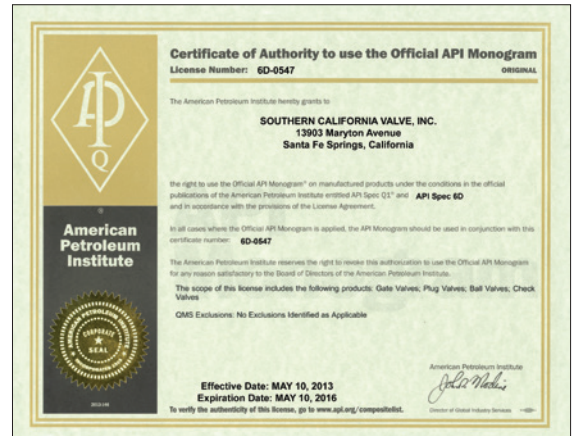 Certificate of Authority to use the Official API Monogram
License Number: 6D-0547
ORIGINAL
The American Petroleum Institute hereby grants to
SOUTHERN CALIFORNIA VALVE, INC.
13903 Maryton Avenue
Santa Fe Springs, California
the right to use the Official API Monogram® on manufactured products under the conditions in the official
publications of the American Petroleum Institute entitled API Spec Q1® and API Spec 6D
and in accordance with the provisions of the License Agreement.
In all cases where the Official API Monogram is applied, the API Monogram should be used in conjunction with this
certificate number: 6D-0547
The American Petroleum Institute reserves the right to revoke this authorization to use the Official API Monogram
for any reason satisfactory to the Board of Directors of the American Petroleum Institute.
The scope of this license includes the following products: Gate Valves; Plug Valves; Ball Valves; Check
Valves
QMS Exclusions: No Exclusions Identified as Applicable
American Petroleum Institute
Effective Date: MAY 10, 2013
Expiration Date: MAY 10, 2016
To verify the authenticity of this license, go to www.api.org/compositelist.
Director of Global Industry Services
API
Q
®
American
Petroleum
Institute
AMERICAN PETROLEUM INSTITUTE
CORPORATE
SEAL